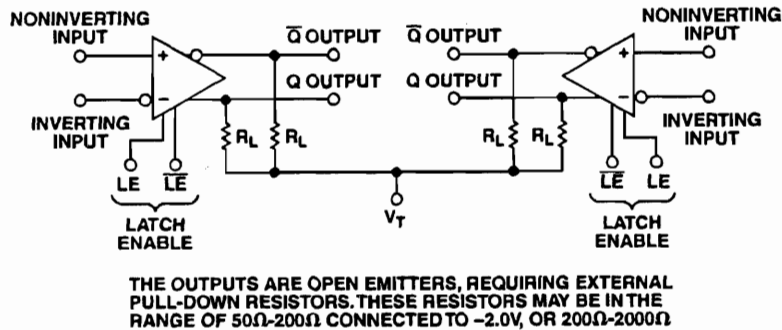 NONINVERTING
INPUT
Q̅ OUTPUT
Q̅ OUTPUT
NONINVERTING
INPUT
+
+
Q OUTPUT
Q OUTPUT
−
−
INVERTING
INPUT
RL
RL
RL
RL
INVERTING
INPUT
LE
L̅E̅
L̅E̅
LE
LATCH
ENABLE
VT
LATCH
ENABLE
THE OUTPUTS ARE OPEN EMITTERS, REQUIRING EXTERNAL
PULL-DOWN RESISTORS. THESE RESISTORS MAY BE IN THE
RANGE OF 50Ω-200Ω CONNECTED TO −2.0V, OR 200Ω-2000Ω